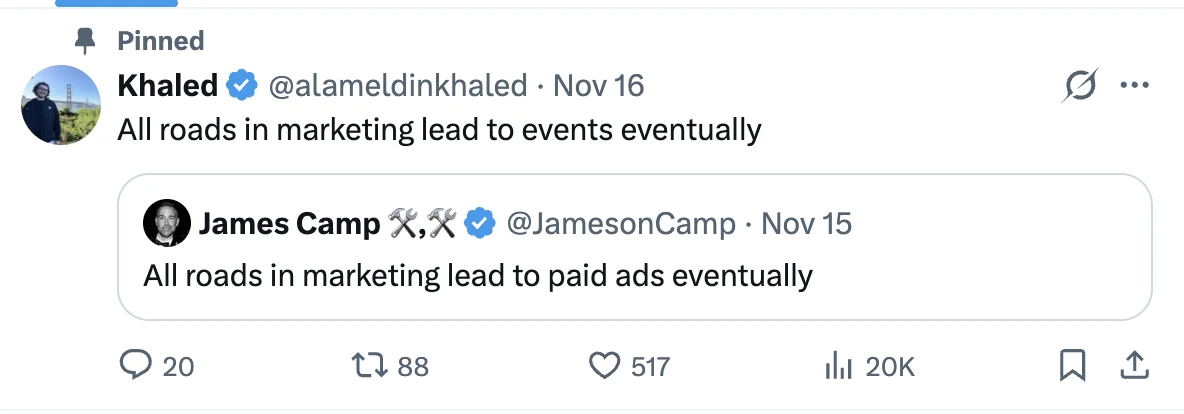 Pinned
Khaled @alameldinkhaled · Nov 16
All roads in marketing lead to events eventually
James Camp 🛠,🛠 @JamesonCamp · Nov 15
All roads in marketing lead to paid ads eventually
20 88 517 20K